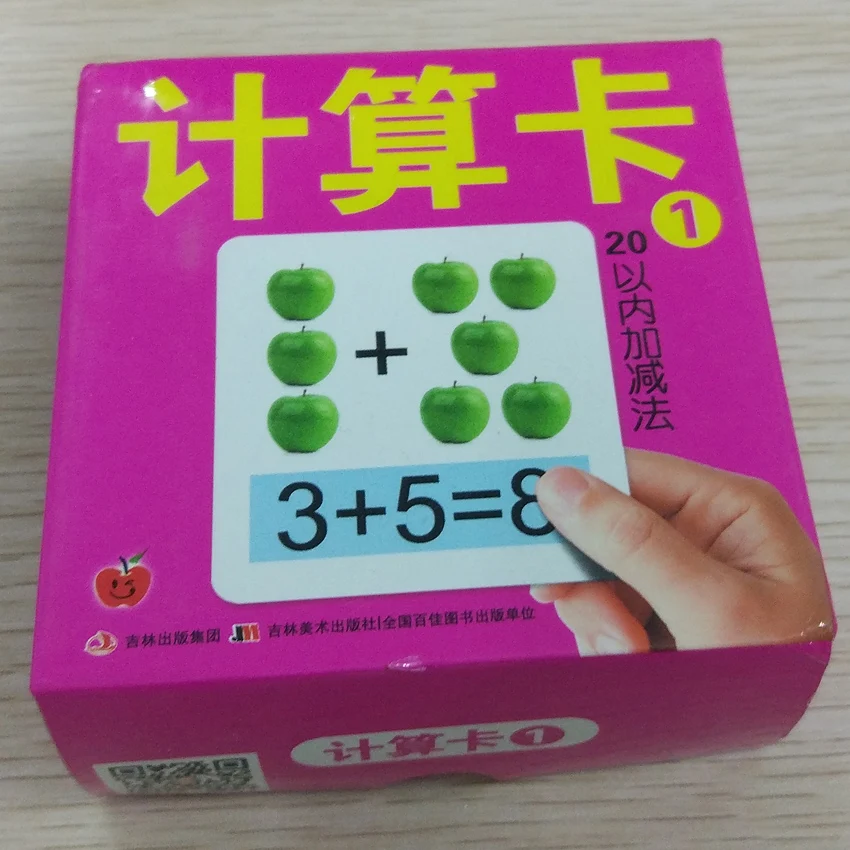 计算卡
1
20以内加减法
+
3+5=8
吉林出版集团 吉林美术出版社|全国百佳图书出版单位
计算卡1